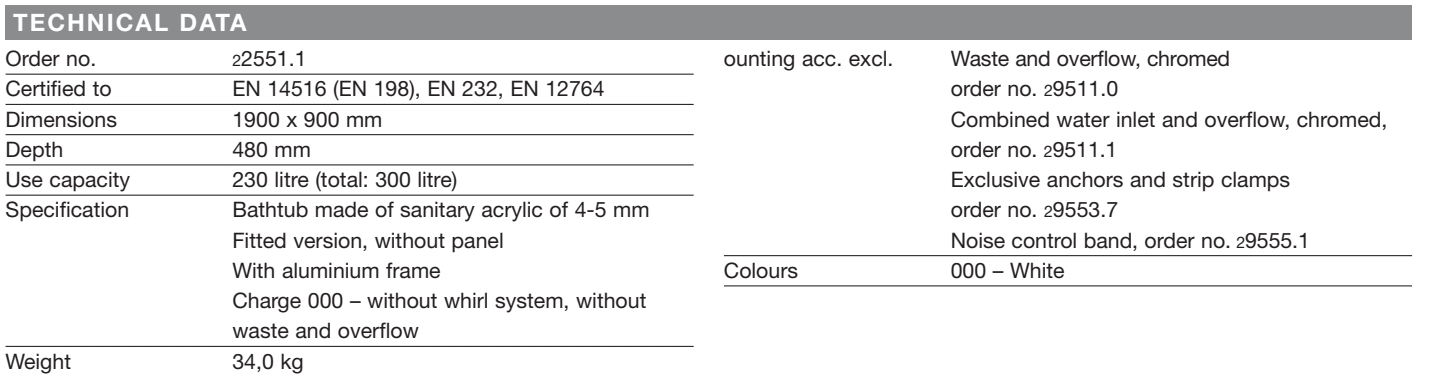 TECHNICAL DATA
Order no. 22551.1
Certified to EN 14516 (EN 198), EN 232, EN 12764
Dimensions 1900 x 900 mm
Depth 480 mm
Use capacity 230 litre (total: 300 litre)
Specification Bathtub made of sanitary acrylic of 4-5 mm
Fitted version, without panel
With aluminium frame
Charge 000 – without whirl system, without
waste and overflow
Weight 34,0 kg
ounting acc. excl. Waste and overflow, chromed
order no. 29511.0
Combined water inlet and overflow, chromed,
order no. 29511.1
Exclusive anchors and strip clamps
order no. 29553.7
Noise control band, order no. 29555.1
Colours 000 – White